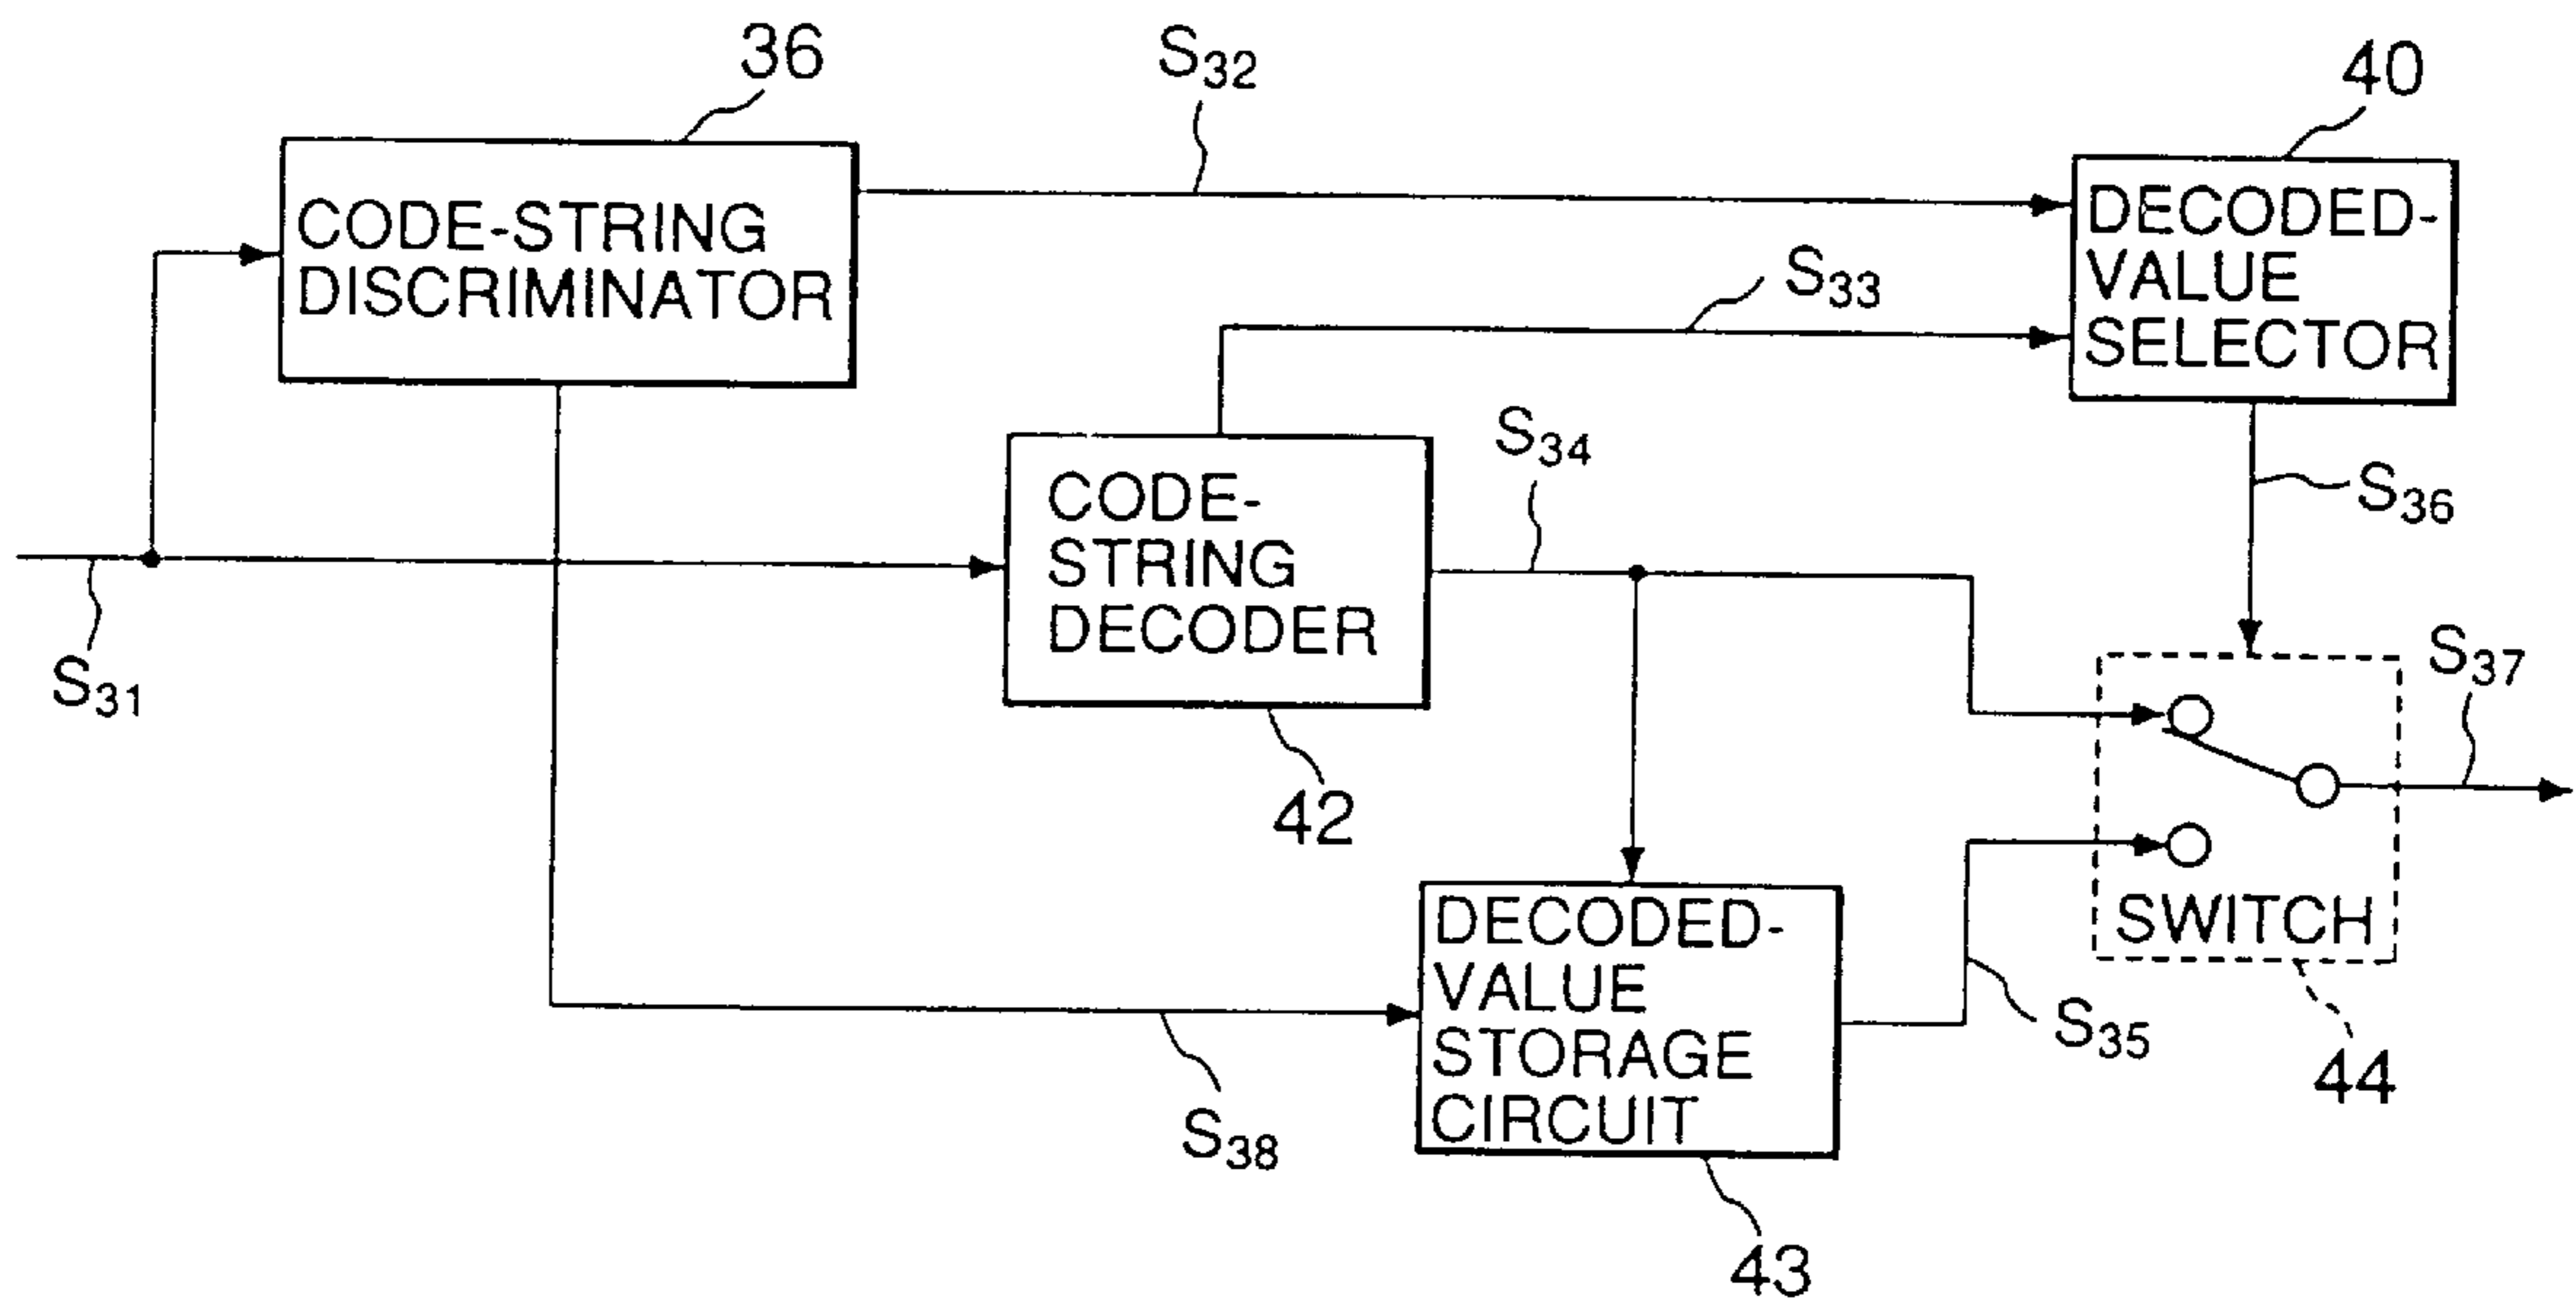 36
S32
40
CODE-STRING
DISCRIMINATOR
DECODED-
VALUE
SELECTOR
S33
S34
S36
CODE-
STRING
DECODER
S31
S37
42
SWITCH
DECODED-
VALUE
STORAGE
CIRCUIT
S35
44
S38
43